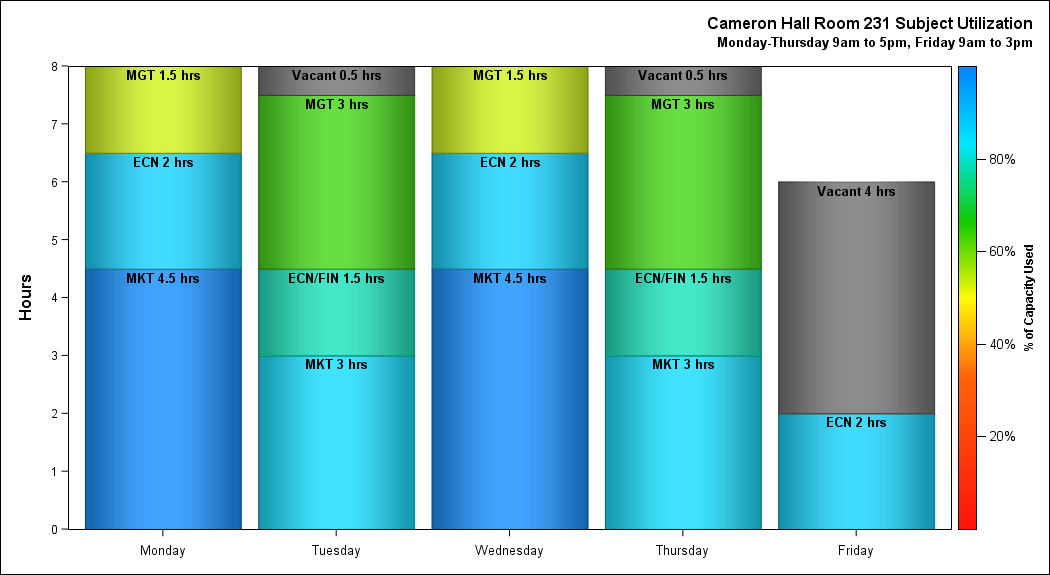 Cameron Hall Room 231 Subject Utilization
Monday-Thursday 9am to 5pm, Friday 9am to 3pm
Hours
8
7
6
5
4
3
2
1
0
MGT 1.5 hrs
ECN 2 hrs
MKT 4.5 hrs
Vacant 0.5 hrs
MGT 3 hrs
ECN/FIN 1.5 hrs
MKT 3 hrs
MGT 1.5 hrs
ECN 2 hrs
MKT 4.5 hrs
Vacant 0.5 hrs
MGT 3 hrs
ECN/FIN 1.5 hrs
MKT 3 hrs
Vacant 4 hrs
ECN 2 hrs
Monday
Tuesday
Wednesday
Thursday
Friday
80%
60%
40%
20%
% of Capacity Used